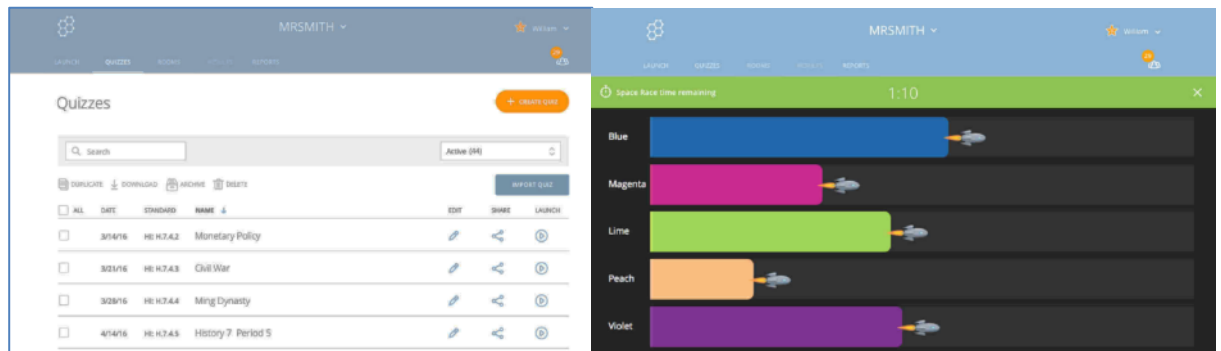 MRSMITH
William
LAUNCH QUIZZES ROOMS REPORTS
29
Quizzes
+ CREATE QUIZ
Search
Active (44)
DUPLICATE DOWNLOAD ARCHIVE DELETE
IMPORT QUIZ
ALL DATE STANDARD NAME EDIT SHARE LAUNCH
3/14/16 HI: H.7.4.2 Monetary Policy
3/21/16 HI: H.7.4.3 Civil War
3/28/16 HI: H.7.4.4 Ming Dynasty
4/14/16 HI: H.7.4.5 History 7 Period 5
MRSMITH
William
LAUNCH QUIZZES ROOMS RESULTS REPORTS
29
Space Race time remaining 1:10
Blue
Magenta
Lime
Peach
Violet